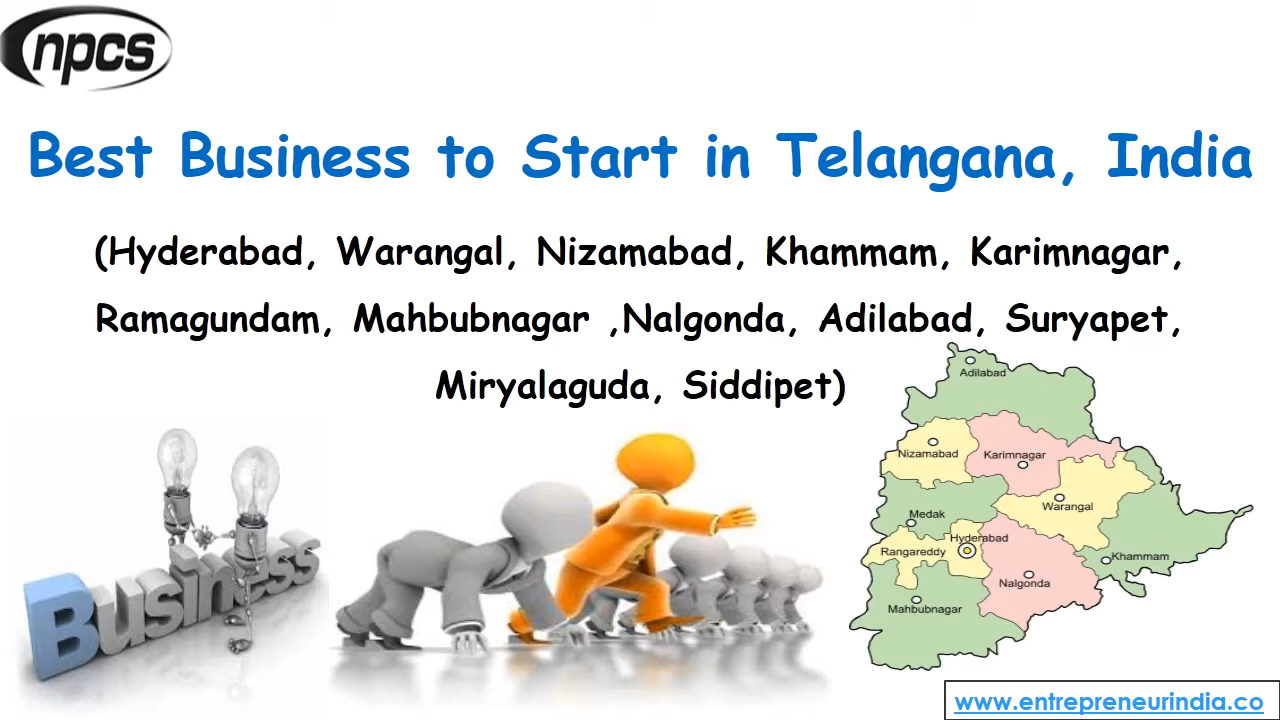 npcs
Best Business to Start in Telangana, India
(Hyderabad, Warangal, Nizamabad, Khammam, Karimnagar,
Ramagundam, Mahbubnagar ,Nalgonda, Adilabad, Suryapet,
Miryalaguda, Siddipet)
Adilabad
Nizamabad
Karimnagar
Medak
Warangal
Hyderabad
Rangareddy
Khammam
Nalgonda
Mahbubnagar
Business
www.entrepreneurindia.co